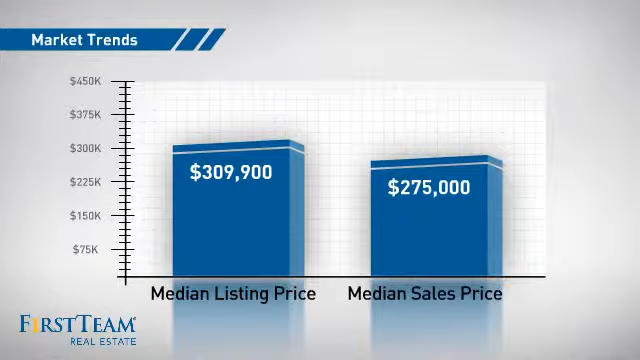 Market Trends
$450K
$375K
$300K
$225K
$150K
$75K
$309,900
$275,000
Median Listing Price
Median Sales Price
FIRSTTEAM®
REAL ESTATE